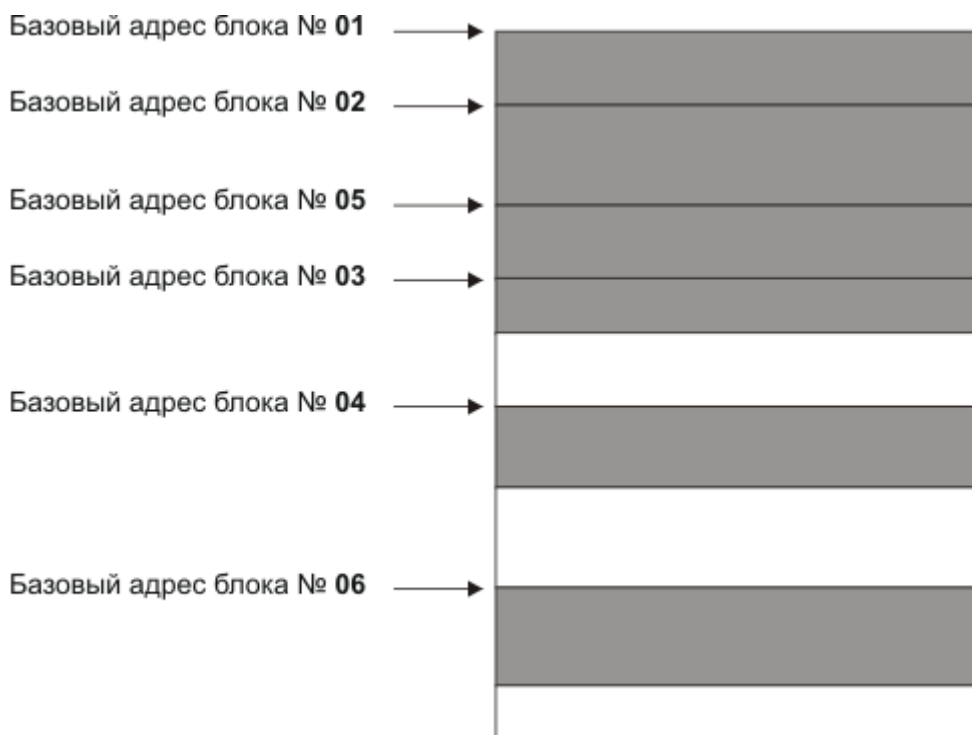 Базовый адрес блока № 01
Базовый адрес блока № 02
Базовый адрес блока № 05
Базовый адрес блока № 03
Базовый адрес блока № 04
Базовый адрес блока № 06